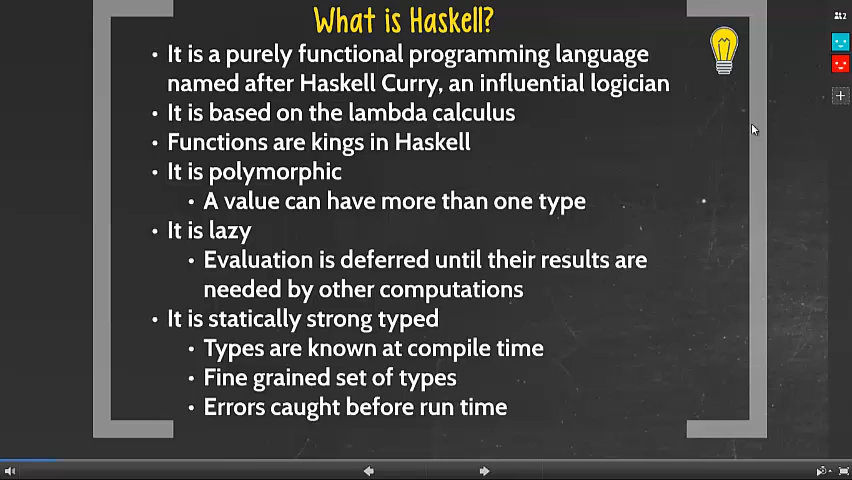 What is Haskell?
• It is a purely functional programming language
named after Haskell Curry, an influential logician
• It is based on the lambda calculus
• Functions are kings in Haskell
• It is polymorphic
• A value can have more than one type
• It is lazy
• Evaluation is deferred until their results are
needed by other computations
• It is statically strong typed
• Types are known at compile time
• Fine grained set of types
• Errors caught before run time
2